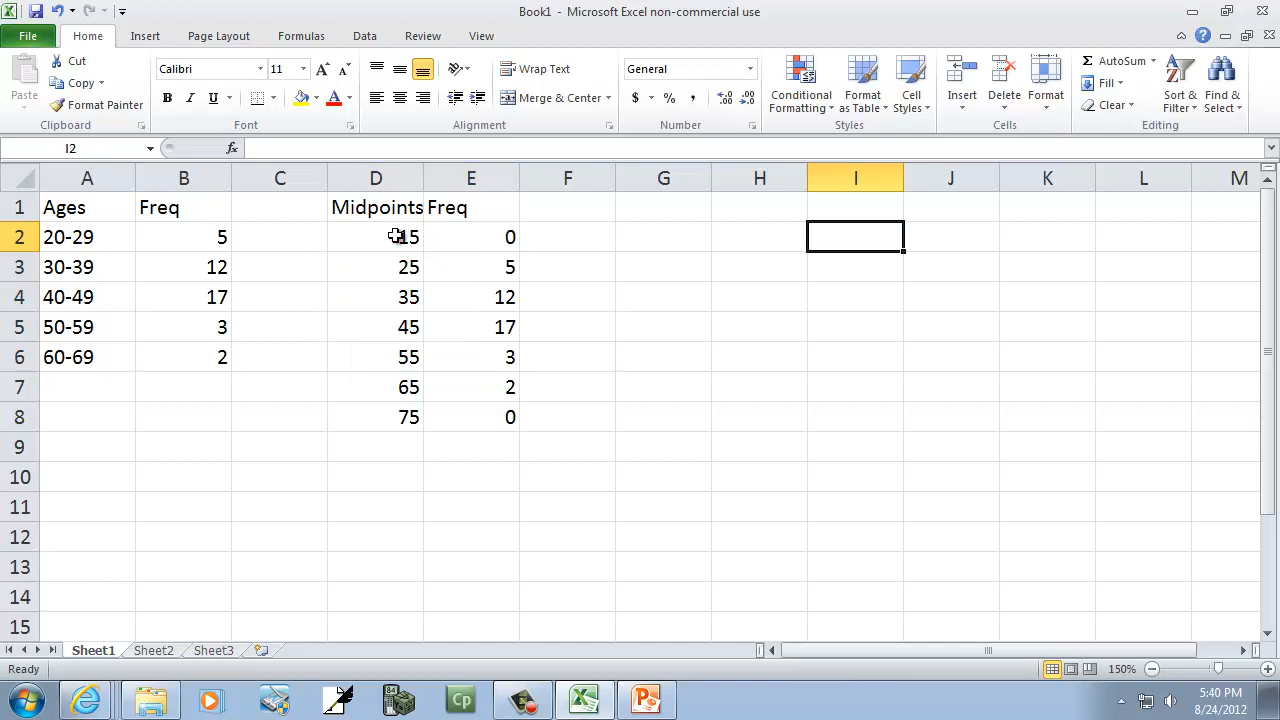 Book1 - Microsoft Excel non-commercial use
File Home Insert Page Layout Formulas Data Review View
Paste
Cut
Copy
Format Painter
Clipboard
Calibri 11
B I U
Font
Wrap Text
Merge & Center
Alignment
General
$ % ,
Number
Conditional Formatting
Format as Table
Cell Styles
Styles
Insert Delete Format
Cells
AutoSum
Fill
Clear
Sort & Filter
Find & Select
Editing
I2 fx
A B C D E F G H I J K L M
1 Ages Freq Midpoints Freq
2 20-29 5 15 0
3 30-39 12 25 5
4 40-49 17 35 12
5 50-59 3 45 17
6 60-69 2 55 3
7 65 2
8 75 0
9
10
11
12
13
14
15
Sheet1 Sheet2 Sheet3
Ready 150%
Cp
5:40 PM
8/24/2012